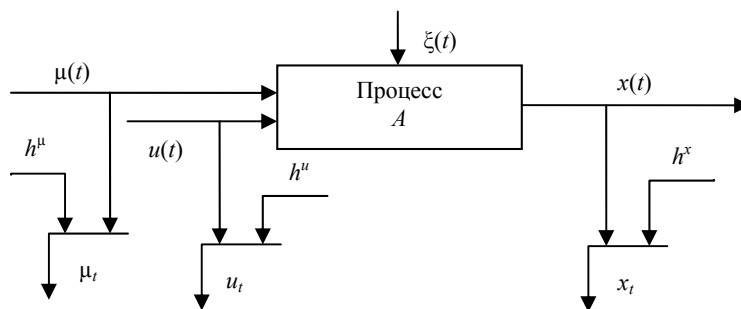 ξ(t)
μ(t)
Процесс
A
x(t)
u(t)
h^μ
h^u
h^x
μ_t
u_t
x_t